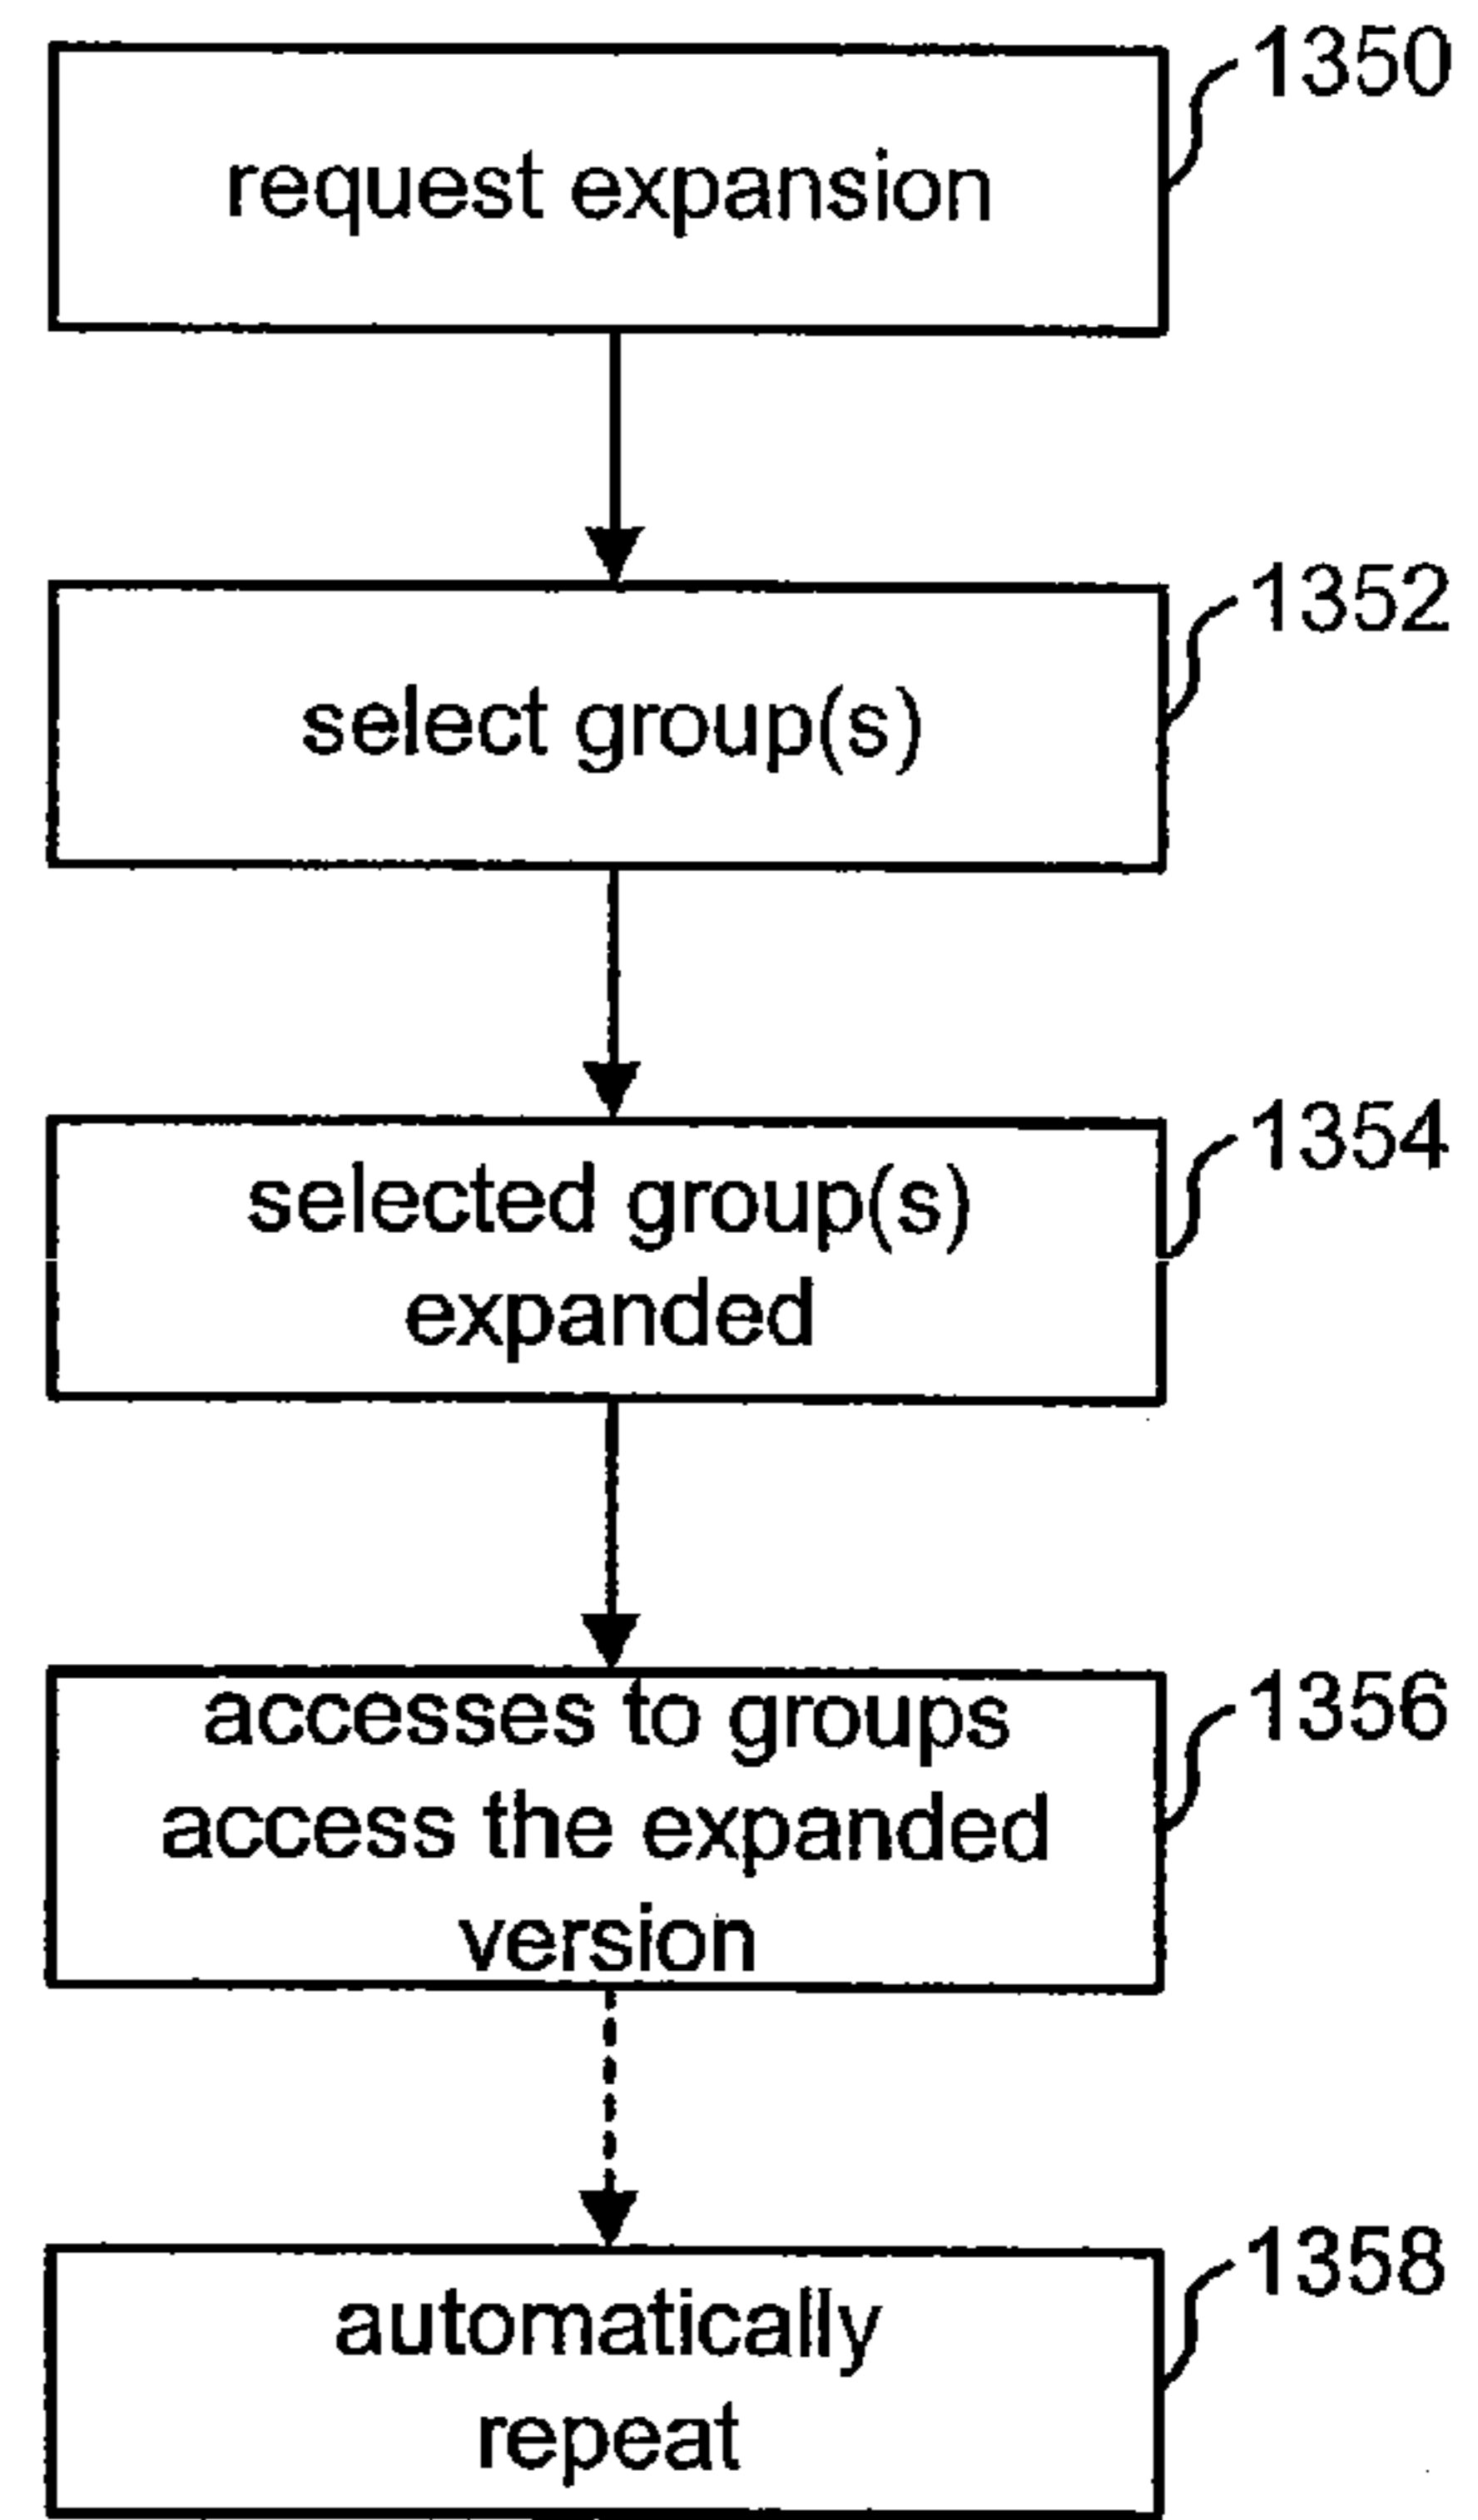 1350
request expansion
1352
select group(s)
1354
selected group(s)
expanded
1356
accesses to groups
access the expanded
version
1358
automatically
repeat